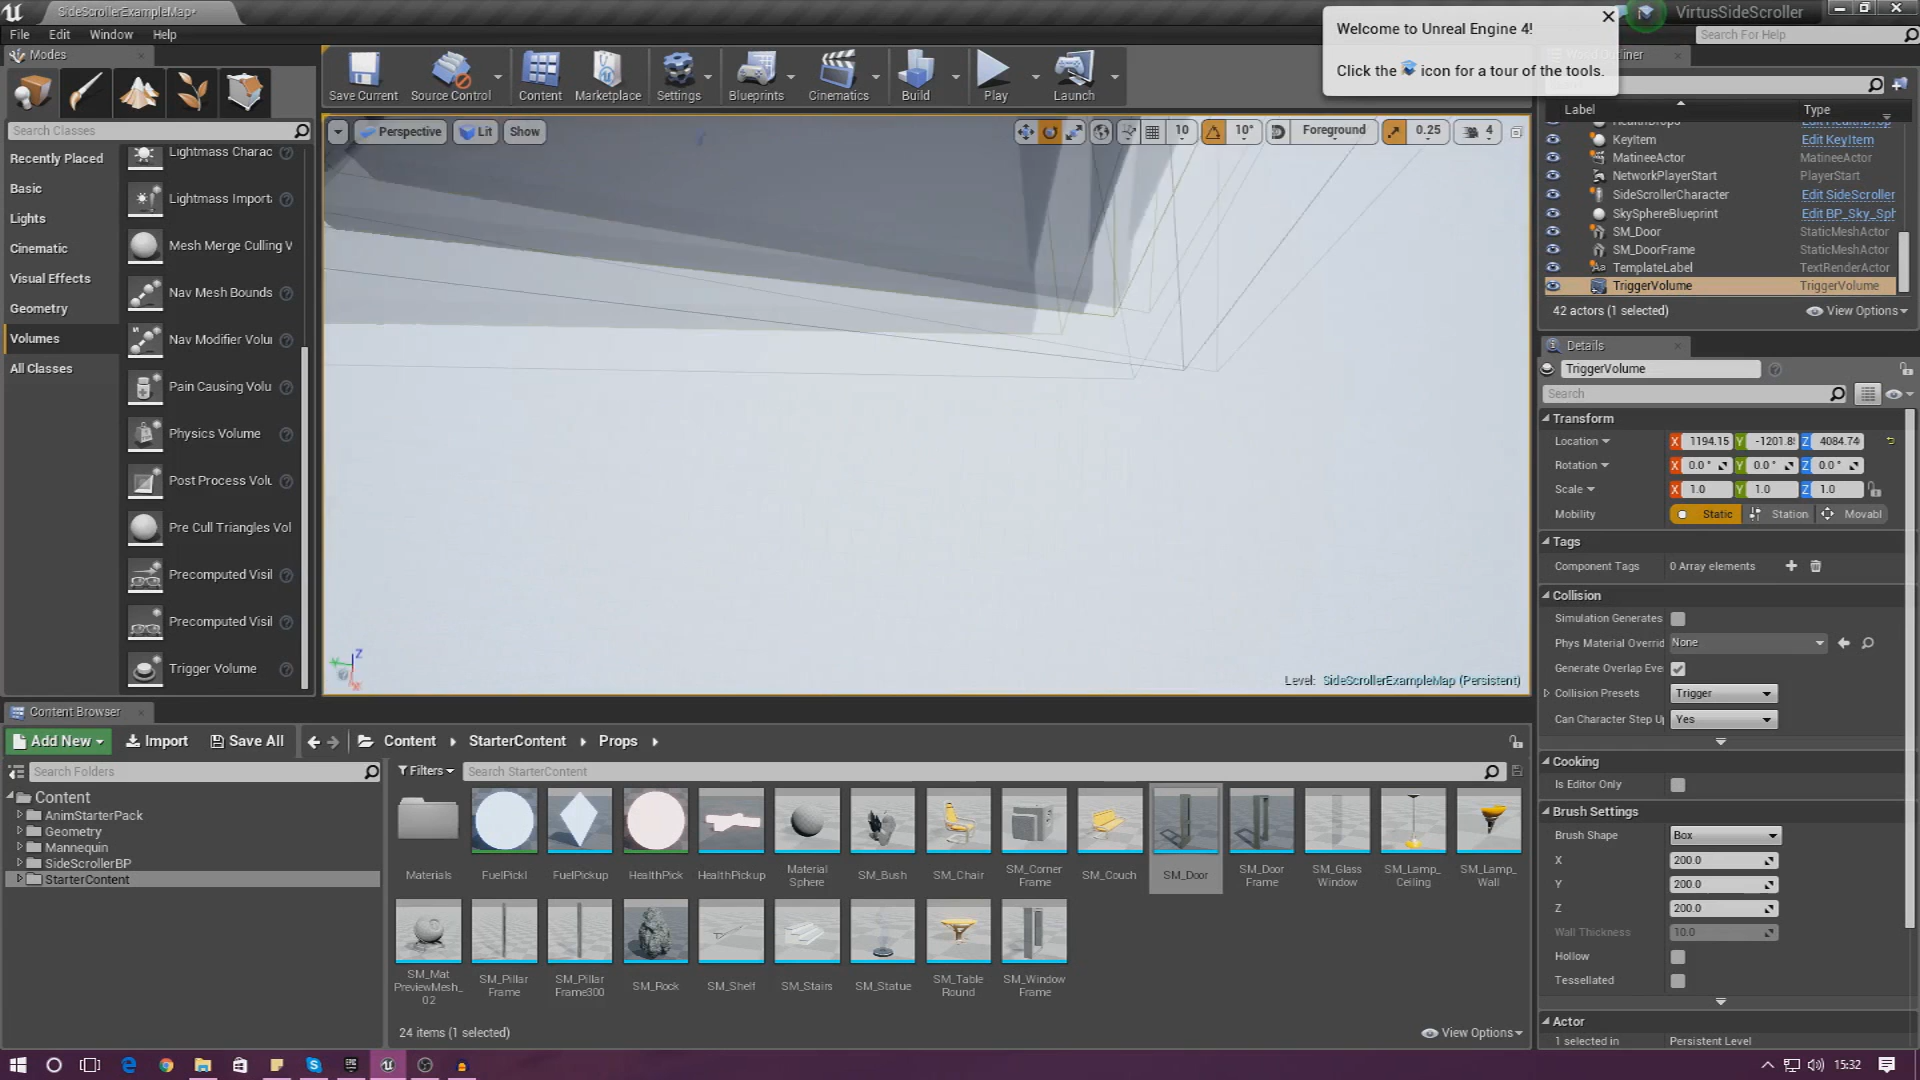 SideScrollerExampleMap*
VirtusSideScroller
File Edit Window Help
Search For Help
Welcome to Unreal Engine 4!
Click the icon for a tour of the tools.
Modes
Save Current Source Control Content Marketplace Settings Blueprints Cinematics Build Play Launch
Search Classes
Recently Placed
Basic
Lights
Cinematic
Visual Effects
Geometry
Volumes
All Classes
Lightmass Charac
Lightmass Import
Mesh Merge Culling V
Nav Mesh Bounds
Nav Modifier Volu
Pain Causing Volu
Physics Volume
Post Process Volu
Pre Cull Triangles Vol
Precomputed Visil
Precomputed Visil
Trigger Volume
Perspective Lit Show
10 10° Foreground 0.25 4
Level: SideScrollerExampleMap (Persistent)
Label Type
KeyItem Edit KeyItem
MatineeActor MatineeActor
NetworkPlayerStart PlayerStart
SideScrollerCharacter Edit SideScroller
SkySphereBlueprint Edit BP_Sky_Sph
SM_Door StaticMeshActor
SM_DoorFrame StaticMeshActor
TemplateLabel TextRenderActor
TriggerVolume TriggerVolume
42 actors (1 selected) View Options
Details
TriggerVolume
Search
Transform
Location X 1194.15 Y -1201.8 Z 4084.74
Rotation X 0.0 ° Y 0.0 ° Z 0.0 °
Scale X 1.0 Y 1.0 Z 1.0
Mobility Static Station Movabl
Tags
Component Tags 0 Array elements
Collision
Simulation Generates
Phys Material Overrid None
Generate Overlap Eve
Collision Presets Trigger
Can Character Step U Yes
Cooking
Is Editor Only
Brush Settings
Brush Shape Box
X 200.0
Y 200.0
Z 200.0
Wall Thickness 10.0
Hollow
Tessellated
Actor
1 selected in Persistent Level
Content Browser
Add New Import Save All Content StarterContent Props
Search Folders
Filters Search StarterContent
Content
AnimStarterPack
Geometry
Mannequin
SideScrollerBP
StarterContent
Materials FuelPickI FuelPickup HealthPick HealthPickup Material Sphere SM_Bush SM_Chair SM_Corner Frame SM_Couch SM_Door SM_Door Frame SM_Glass Window SM_Lamp_ Ceiling SM_Lamp_ Wall
SM_Mat PreviewMesh_ 02 SM_Pillar Frame SM_Pillar Frame300 SM_Rock SM_Shelf SM_Stairs SM_Statue SM_Table Round SM_Window Frame
24 items (1 selected) View Options
15:32